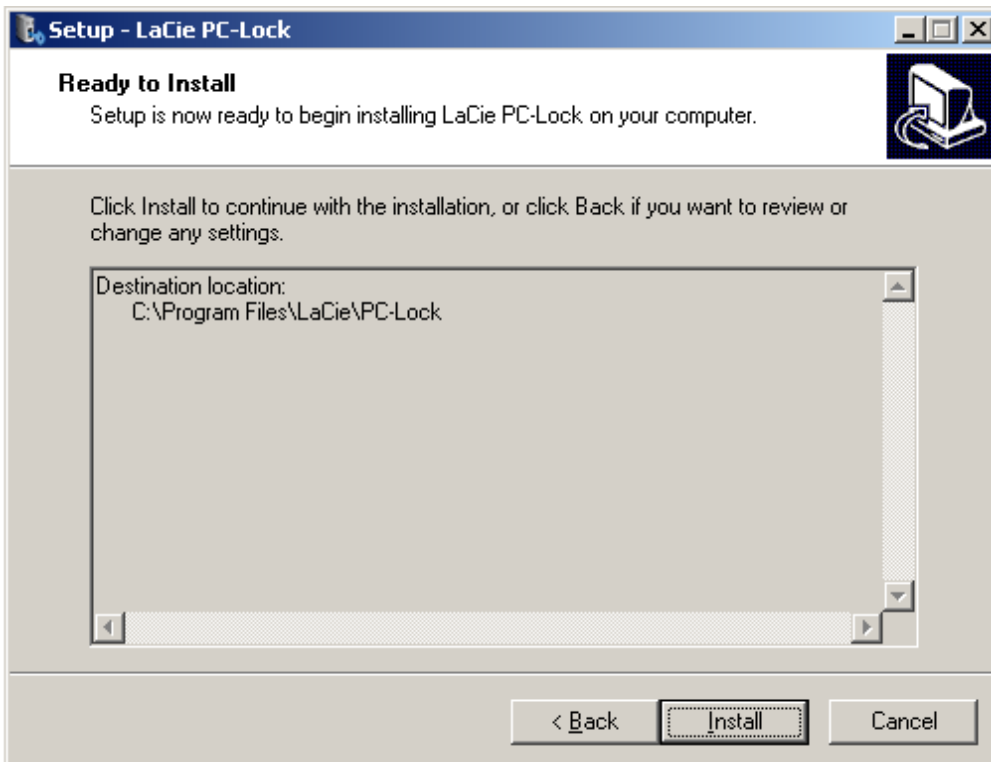 Setup - LaCie PC-Lock
Ready to Install
Setup is now ready to begin installing LaCie PC-Lock on your computer.
Click Install to continue with the installation, or click Back if you want to review or
change any settings.
Destination location:
C:\Program Files\LaCie\PC-Lock
< Back
Install
Cancel